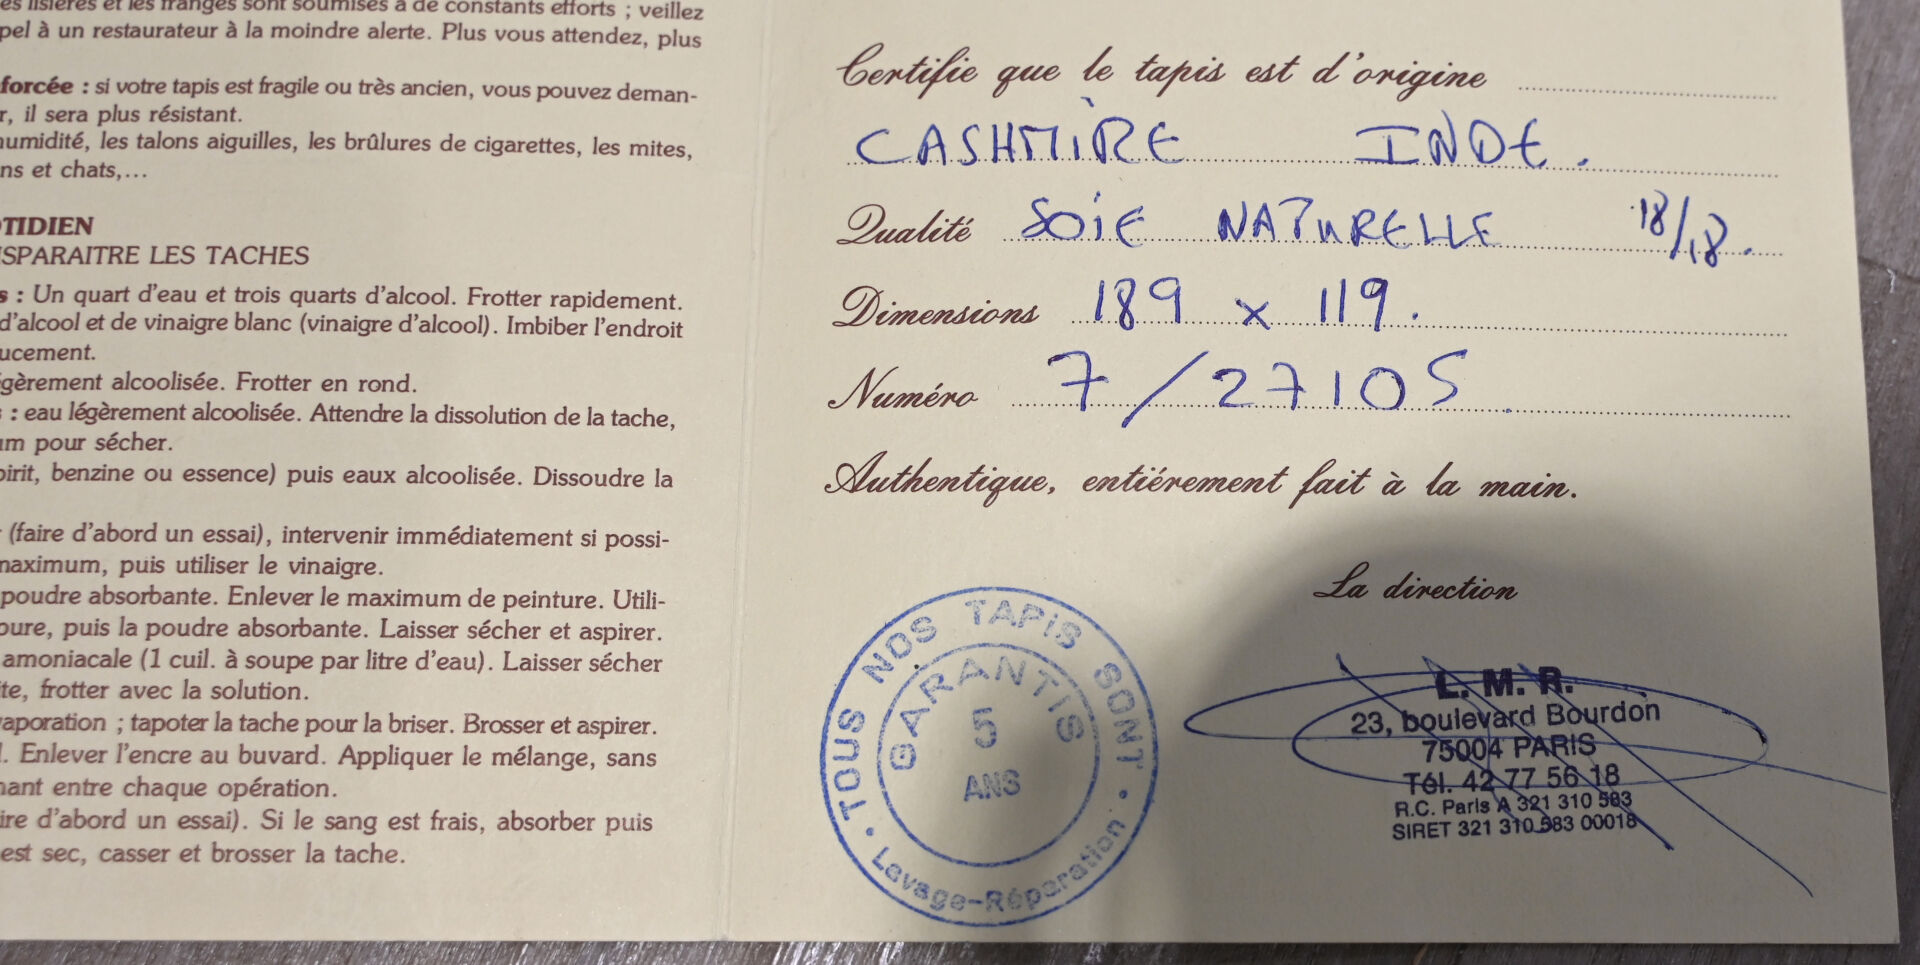 es lisières et les franges sont soumises à de constants efforts ; veillez
pel à un restaurateur à la moindre alerte. Plus vous attendez, plus
forcée : si votre tapis est fragile ou très ancien, vous pouvez deman-
r, il sera plus résistant.
humidité, les talons aiguilles, les brûlures de cigarettes, les mites,
ns et chats,...
OTIDIEN
ISPARAITRE LES TACHES
s : Un quart d'eau et trois quarts d'alcool. Frotter rapidement.
d'alcool et de vinaigre blanc (vinaigre d'alcool). Imbiber l'endroit
ucement.
gèrement alcoolisée. Frotter en rond.
: eau légèrement alcoolisée. Attendre la dissolution de la tache,
um pour sécher.
pirit, benzine ou essence) puis eaux alcoolisée. Dissoudre la
(faire d'abord un essai), intervenir immédiatement si possi-
maximum, puis utiliser le vinaigre.
poudre absorbante. Enlever le maximum de peinture. Utili-
oure, puis la poudre absorbante. Laisser sécher et aspirer.
amoniacale (1 cuil. à soupe par litre d'eau). Laisser sécher
ite, frotter avec la solution.
vaporation ; tapoter la tache pour la briser. Brosser et aspirer.
l. Enlever l'encre au buvard. Appliquer le mélange, sans
nant entre chaque opération.
ire d'abord un essai). Si le sang est frais, absorber puis
est sec, casser et brosser la tache.
Certifie que le tapis est d'origine
CASHMÌRE INDE.
Qualité SOiE NATURELLE 18/18.
Dimensions 189 x 119.
Numéro 7/27105.
Authentique, entiérement fait à la main.
La direction
TOUS NOS TAPiS SONT
GARANTIS
5
ANS
Lavage-Réparation
L. M. R.
23, boulevard Bourdon
75004 PARIS
Tél. 42 77 56 18
R.C. Paris A 321 310 583
SIRET 321 310 583 00018